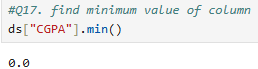 #Q17. find minimum value of column
ds["CGPA"].min()
0.0